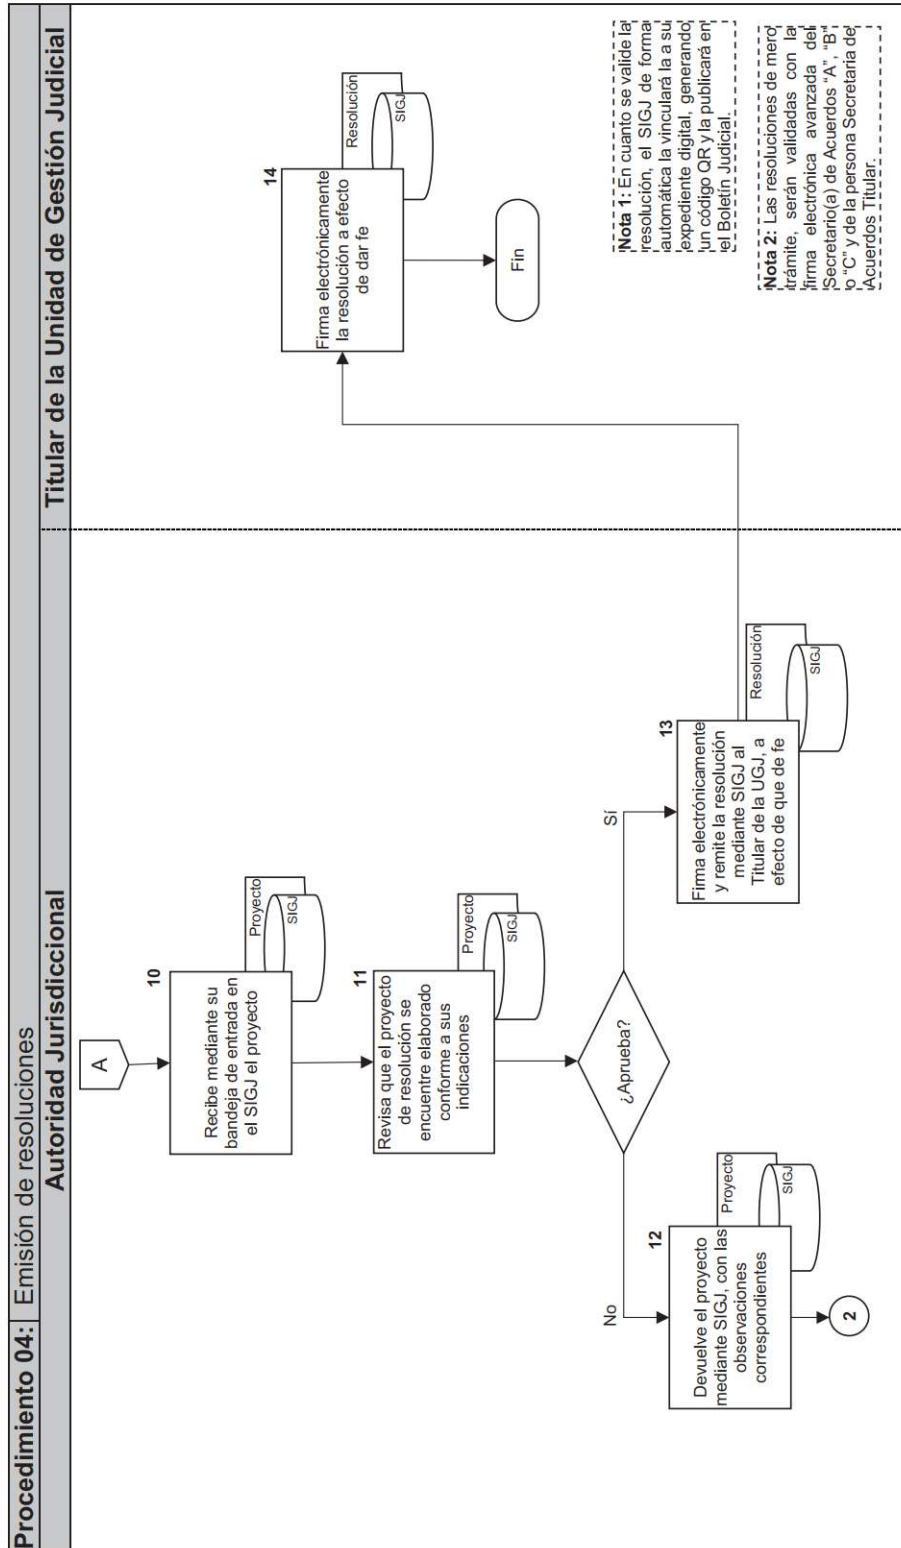 Procedimiento 04: Emisión de resoluciones
Autoridad Jurisdiccional
Titular de la Unidad de Gestión Judicial
A
10
Recibe mediante su
bandeja de entrada en
el SIGJ el proyecto
Proyecto
SIGJ
11
Revisa que el proyecto
de resolución se
encuentre elaborado
conforme a sus
indicaciones
Proyecto
SIGJ
¿Aprueba?
No
Sí
12
Devuelve el proyecto
mediante SIGJ, con las
observaciones
correspondientes
Proyecto
SIGJ
2
13
Firma electrónicamente
y remite la resolución
mediante SIGJ al
Titular de la UGJ, a
efecto de que de fe
Resolución
SIGJ
14
Firma electrónicamente
la resolución a efecto
de dar fe
Resolución
SIGJ
Fin
Nota 1: En cuanto se valide la
resolución, el SIGJ de forma
automática la vinculará la a su
expediente digital, generando
un código QR y la publicará en
el Boletín Judicial.
Nota 2: Las resoluciones de mero
trámite, serán validadas con la
firma electrónica avanzada del
Secretario(a) de Acuerdos “A”, “B”
o “C” y de la persona Secretaria de
Acuerdos Titular.